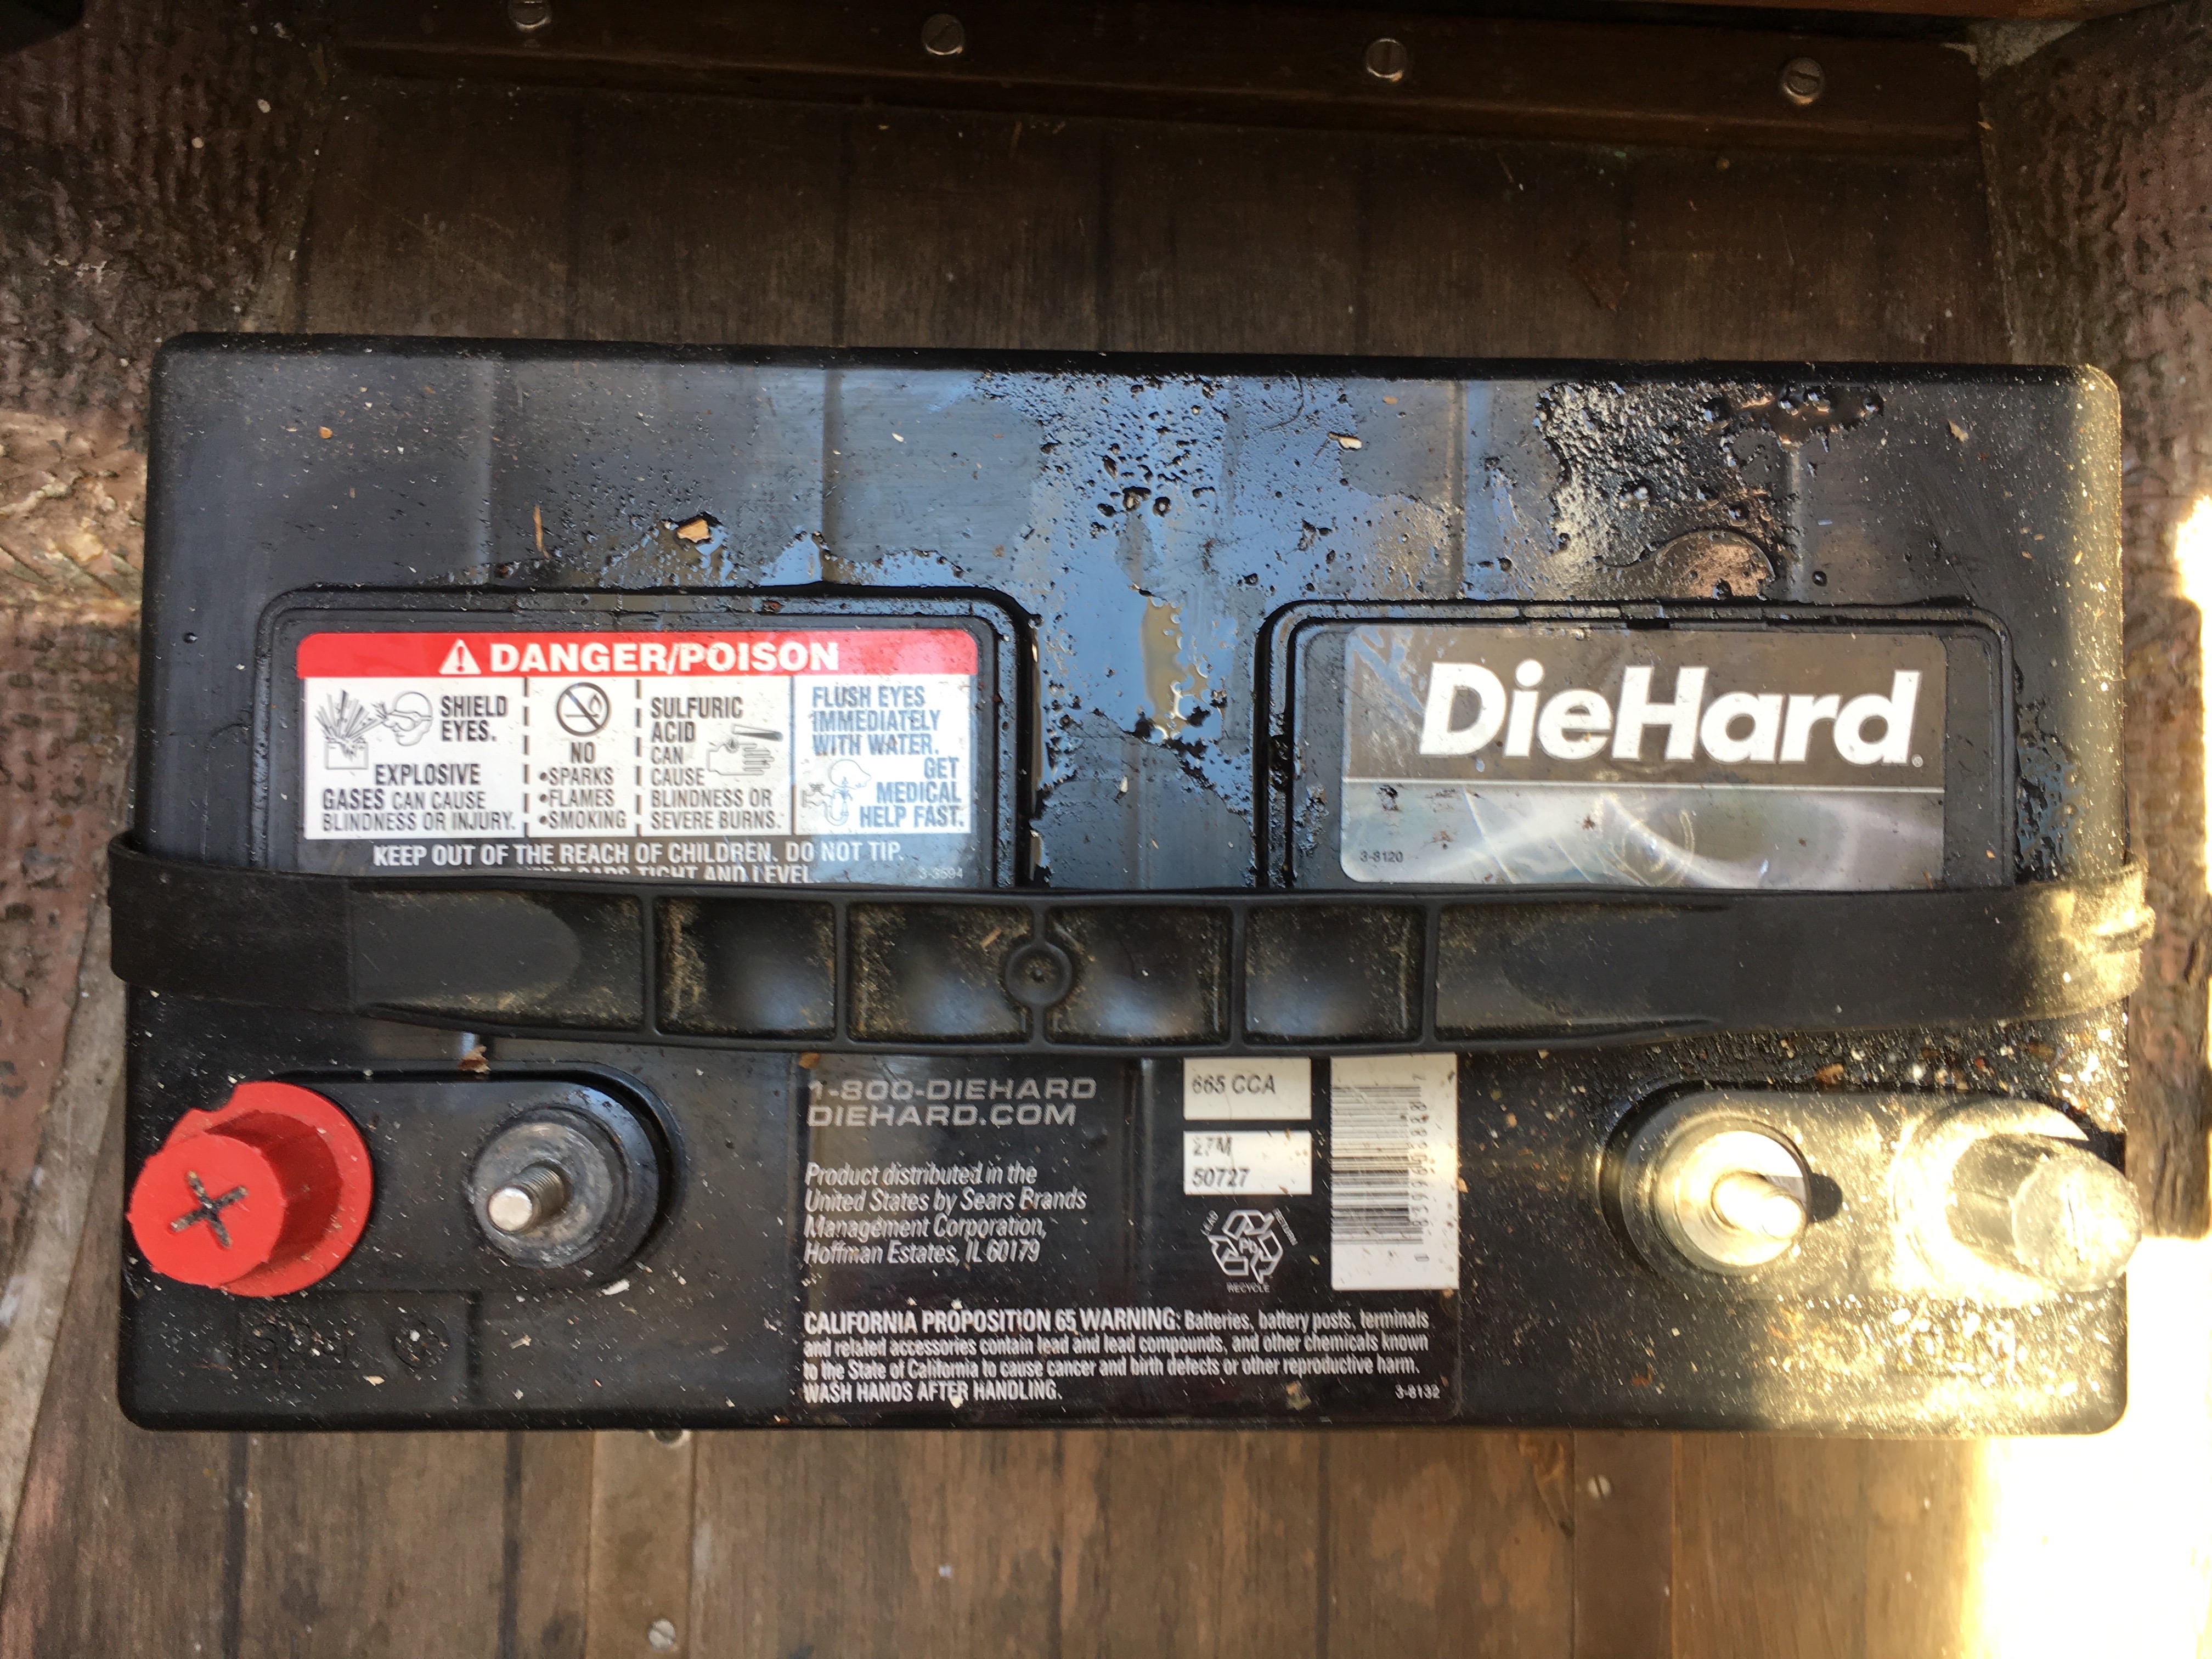 DANGER/POISON
SHIELD
EYES.
EXPLOSIVE
GASES CAN CAUSE
BLINDNESS OR INJURY.
NO
•SPARKS
•FLAMES
•SMOKING
SULFURIC
ACID
CAN
CAUSE
BLINDNESS OR
SEVERE BURNS.
FLUSH EYES
IMMEDIATELY
WITH WATER.
GET
MEDICAL
HELP FAST.
KEEP OUT OF THE REACH OF CHILDREN. DO NOT TIP.
TIGHT AND LEVEL.
3-3594
DieHard
3-8120
1-800-DIEHARD
DIEHARD.COM
Product distributed in the
United States by Sears Brands
Management Corporation,
Hoffman Estates, IL 60179
665 CCA
27M
50727
LEAD
Pb
RECYCLE
CALIFORNIA PROPOSITION 65 WARNING: Batteries, battery posts, terminals
and related accessories contain lead and lead compounds, and other chemicals known
to the State of California to cause cancer and birth defects or other reproductive harm.
WASH HANDS AFTER HANDLING.
3-8132